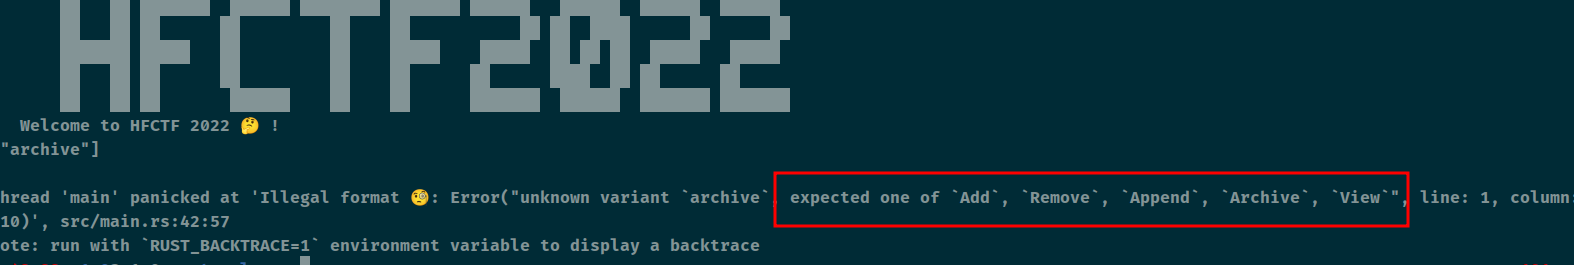 HFCTF2022
Welcome to HFCTF 2022 🤔 !
"archive"]
hread 'main' panicked at 'Illegal format 🧐: Error("unknown variant `archive`, expected one of `Add`, `Remove`, `Append`, `Archive`, `View`", line: 1, column:
10)', src/main.rs:42:57
ote: run with `RUST_BACKTRACE=1` environment variable to display a backtrace